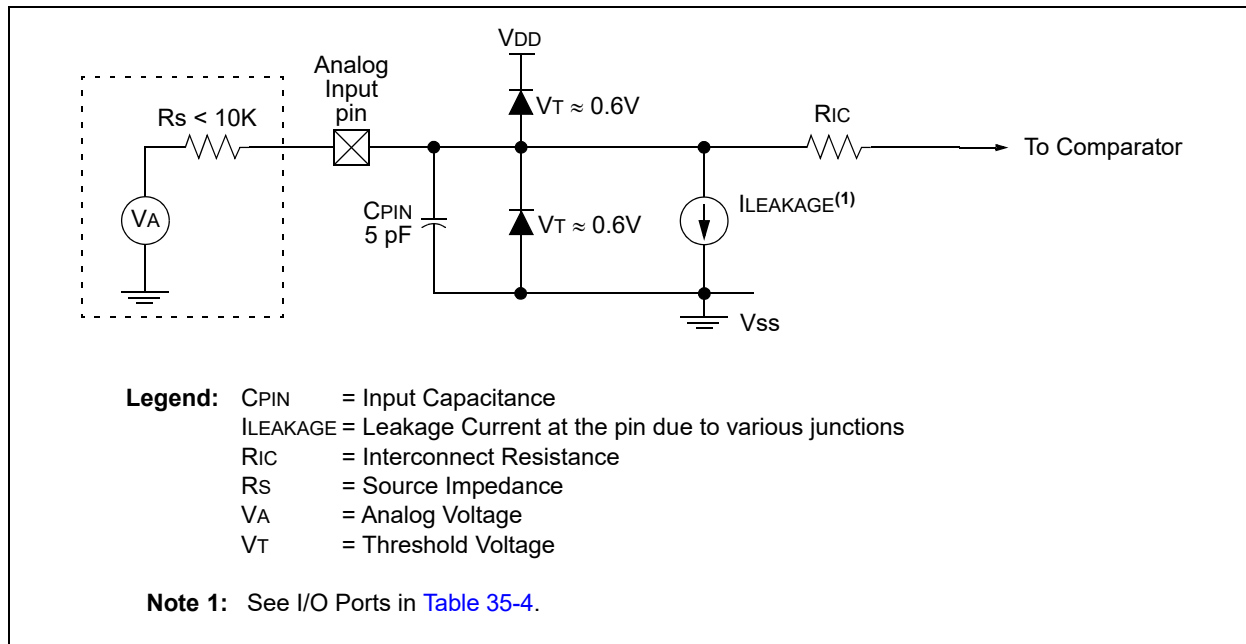 VDD
Analog
Input
pin
Rs < 10K
VT ≈ 0.6V
RIC
To Comparator
VA
CPIN
5 pF
VT ≈ 0.6V
ILEAKAGE(1)
Vss
Legend: CPIN = Input Capacitance
ILEAKAGE = Leakage Current at the pin due to various junctions
RIC = Interconnect Resistance
RS = Source Impedance
VA = Analog Voltage
VT = Threshold Voltage
Note 1: See I/O Ports in Table 35-4.